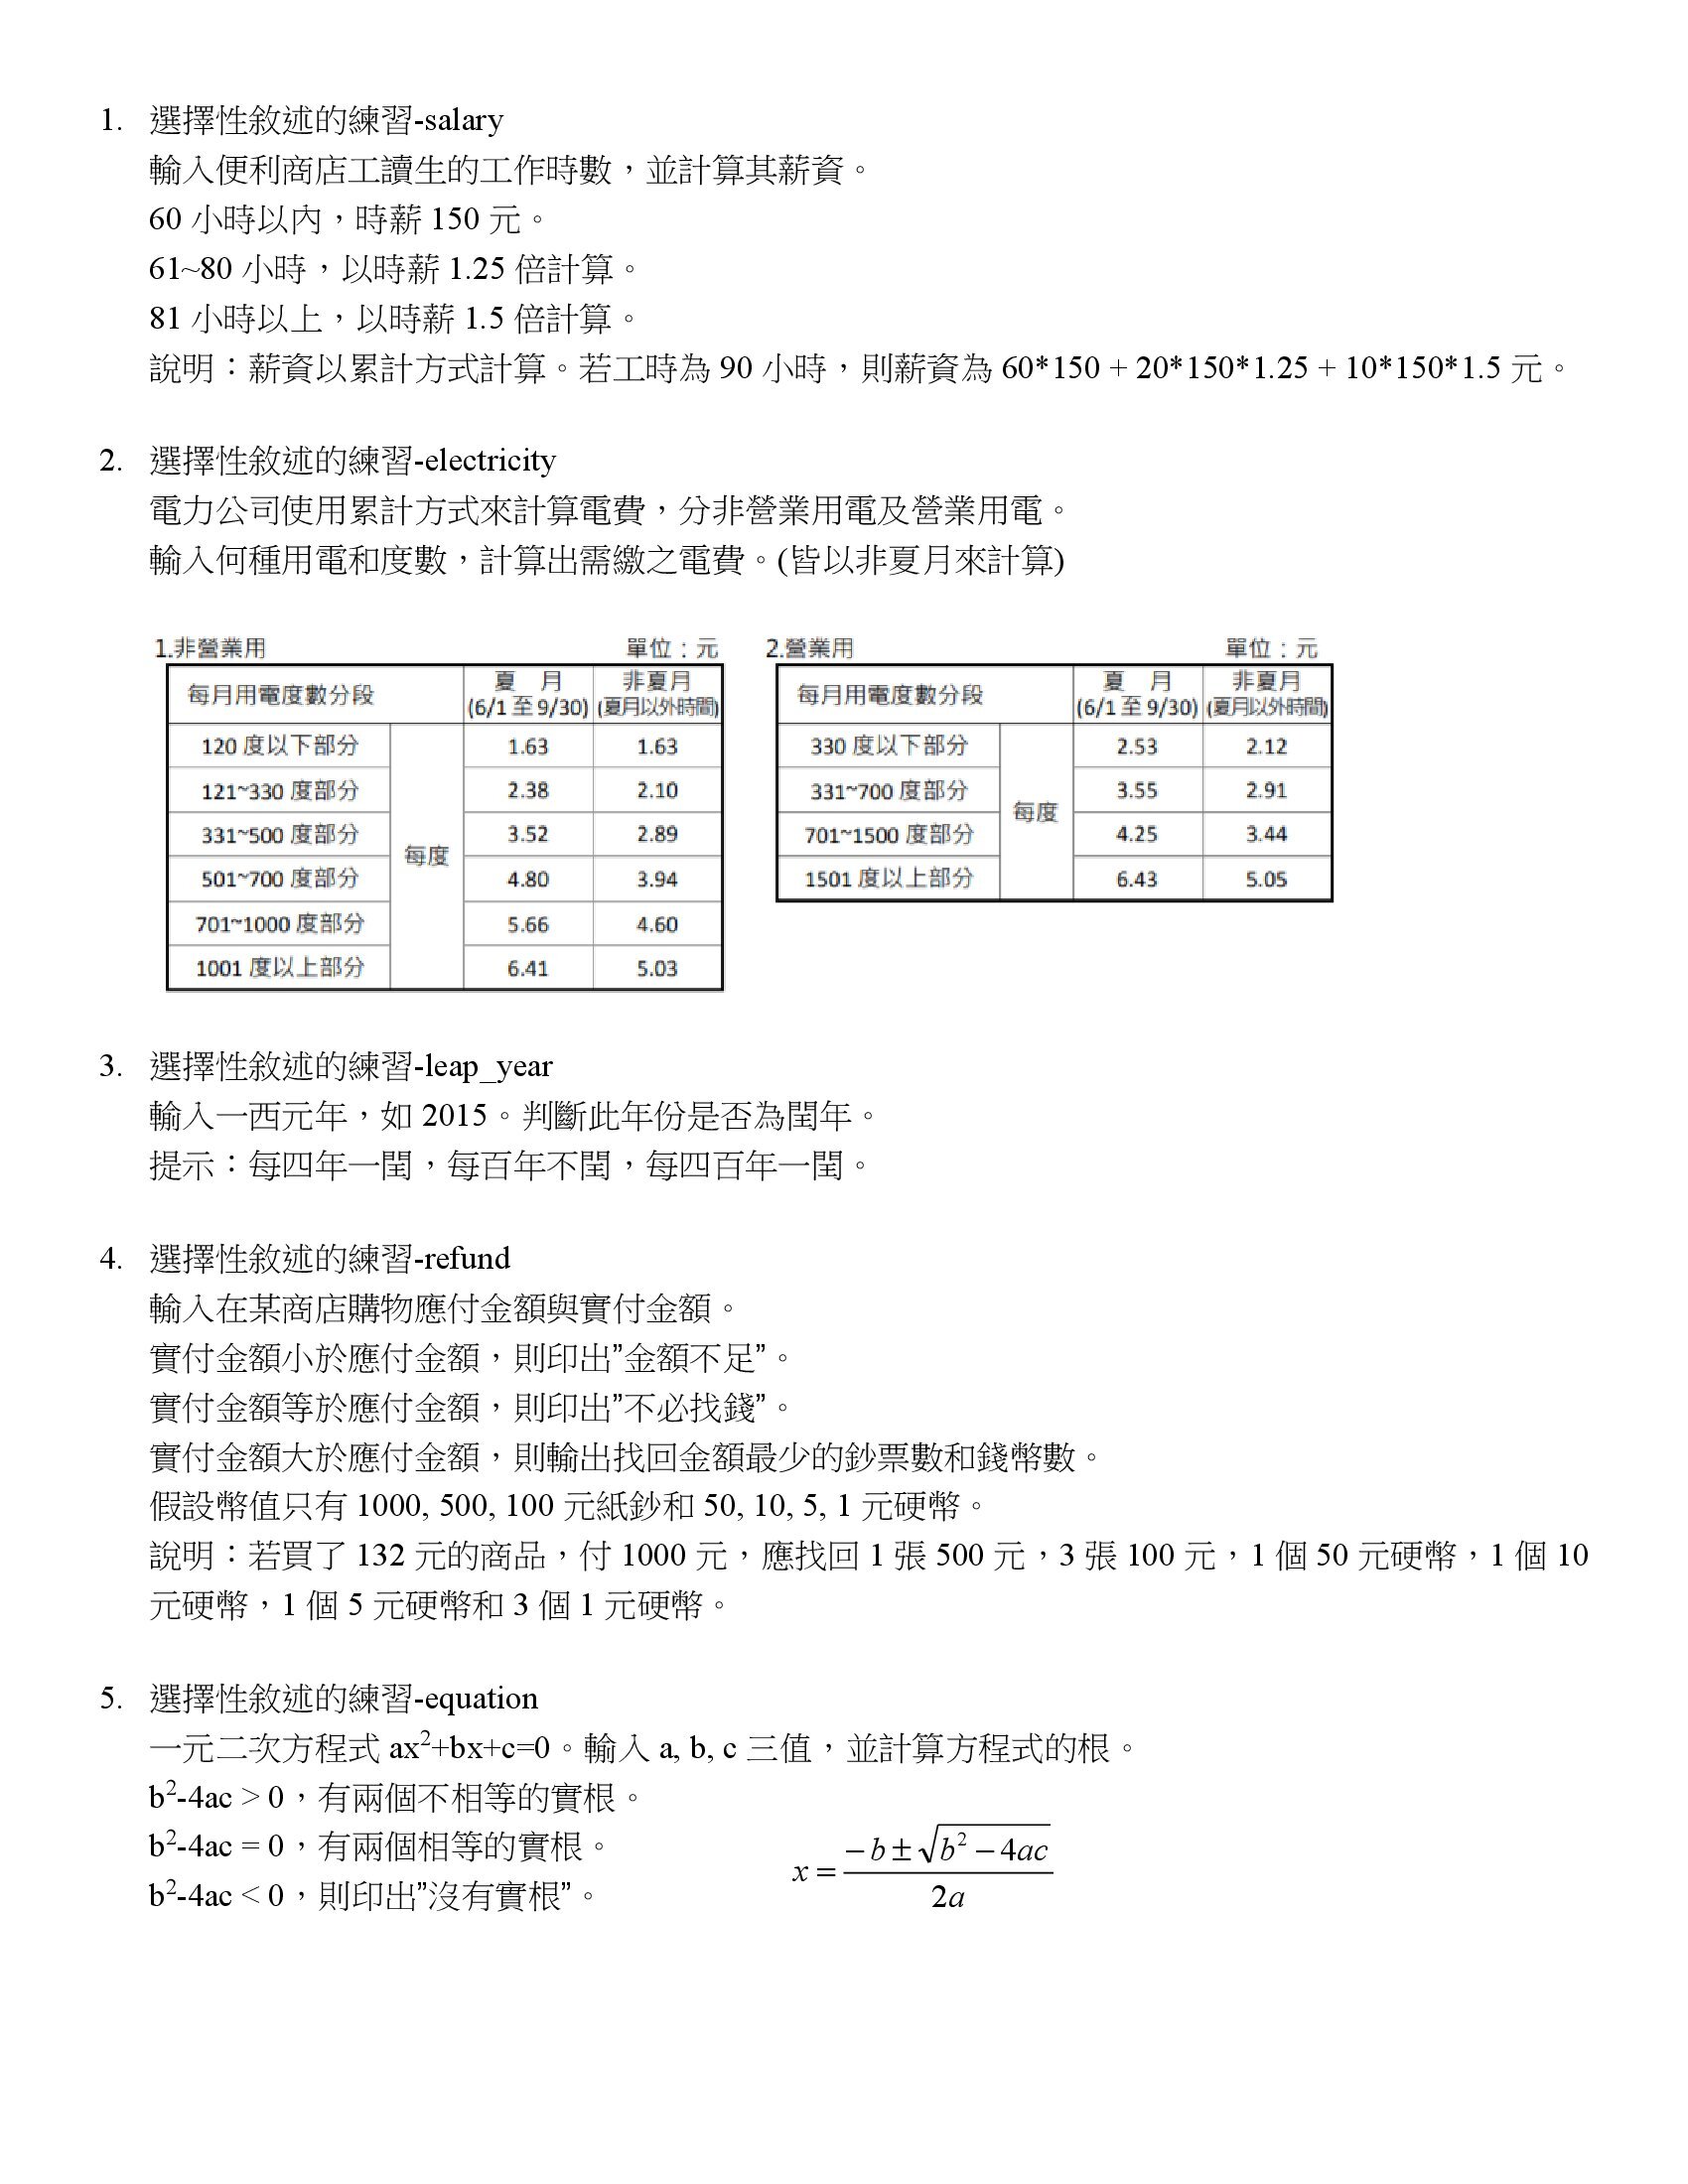 1. 選擇性敘述的練習-salary
輸入便利商店工讀生的工作時數，並計算其薪資。
60 小時以內，時薪 150 元。
61~80 小時，以時薪 1.25 倍計算。
81 小時以上，以時薪 1.5 倍計算。
說明：薪資以累計方式計算。若工時為 90 小時，則薪資為 60*150 + 20*150*1.25 + 10*150*1.5 元。
2. 選擇性敘述的練習-electricity
電力公司使用累計方式來計算電費，分非營業用電及營業用電。
輸入何種用電和度數，計算出需繳之電費。(皆以非夏月來計算)
1.非營業用 單位：元
每月用電度數分段 夏 月 (6/1 至 9/30) 非夏月 (夏月以外時間)
120 度以下部分 每度 1.63 1.63
121~330 度部分 2.38 2.10
331~500 度部分 3.52 2.89
501~700 度部分 4.80 3.94
701~1000 度部分 5.66 4.60
1001 度以上部分 6.41 5.03
2.營業用 單位：元
每月用電度數分段 夏 月 (6/1 至 9/30) 非夏月 (夏月以外時間)
330 度以下部分 每度 2.53 2.12
331~700 度部分 3.55 2.91
701~1500 度部分 4.25 3.44
1501 度以上部分 6.43 5.05
3. 選擇性敘述的練習-leap_year
輸入一西元年，如 2015。判斷此年份是否為閏年。
提示：每四年一閏，每百年不閏，每四百年一閏。
4. 選擇性敘述的練習-refund
輸入在某商店購物應付金額與實付金額。
實付金額小於應付金額，則印出”金額不足”。
實付金額等於應付金額，則印出”不必找錢”。
實付金額大於應付金額，則輸出找回金額最少的鈔票數和錢幣數。
假設幣值只有 1000, 500, 100 元紙鈔和 50, 10, 5, 1 元硬幣。
說明：若買了 132 元的商品，付 1000 元，應找回 1 張 500 元，3 張 100 元，1 個 50 元硬幣，1 個 10
元硬幣，1 個 5 元硬幣和 3 個 1 元硬幣。
5. 選擇性敘述的練習-equation
一元二次方程式 ax²+bx+c=0。輸入 a, b, c 三值，並計算方程式的根。
b²-4ac > 0，有兩個不相等的實根。
b²-4ac = 0，有兩個相等的實根。
b²-4ac < 0，則印出”沒有實根”。
x = (−b ± √(b² − 4ac)) / 2a